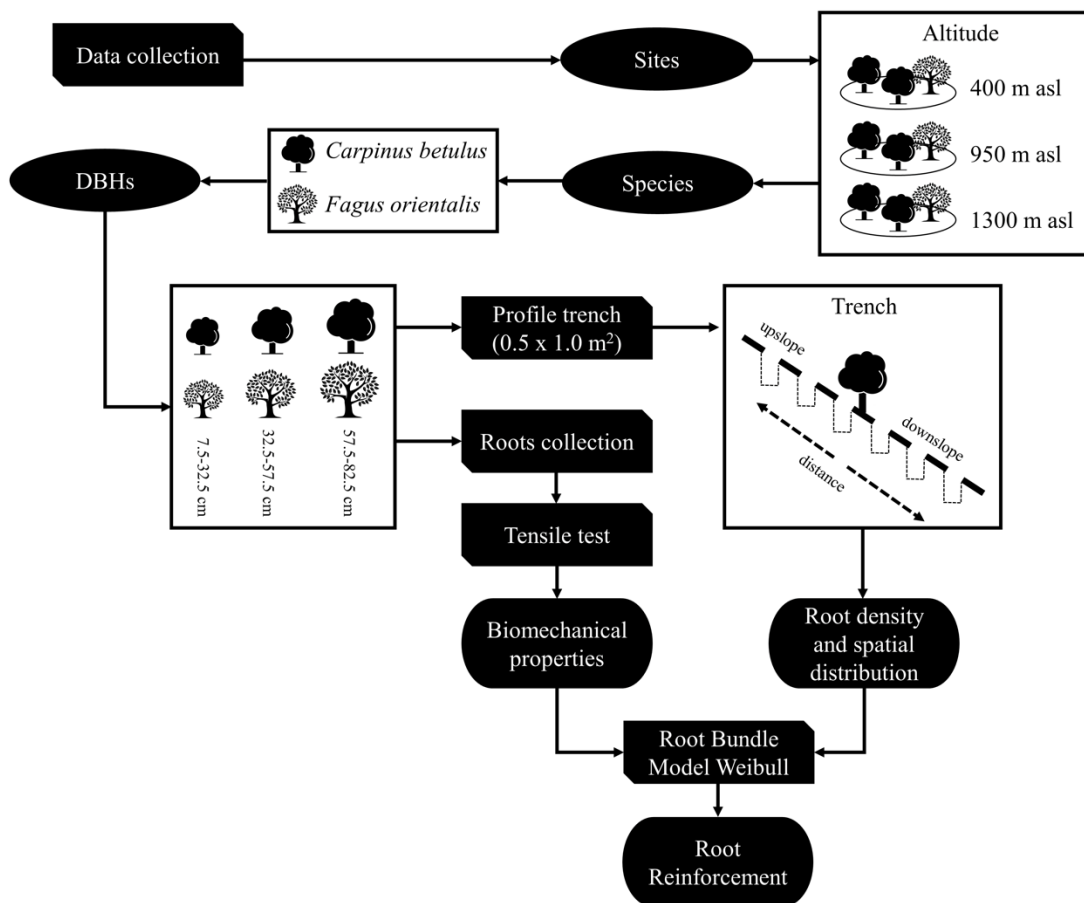 Data collection
Sites
Altitude
400 m asl
950 m asl
1300 m asl
DBHs
Carpinus betulus
Fagus orientalis
Species
7.5-32.5 cm
32.5-57.5 cm
57.5-82.5 cm
Profile trench
(0.5 x 1.0 m²)
Trench
upslope
downslope
distance
Roots collection
Tensile test
Biomechanical
properties
Root density
and spatial
distribution
Root Bundle
Model Weibull
Root
Reinforcement